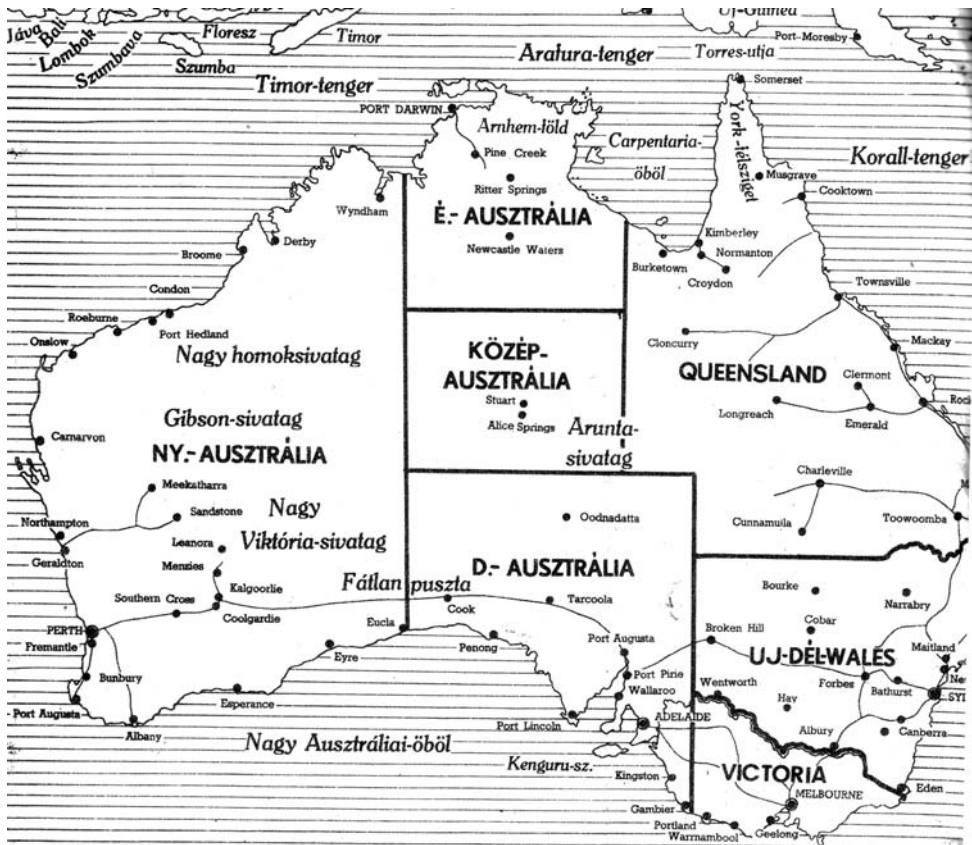 Jáva
Bali
Lombok
Szumbava
Floresz
Szumba
Timor
Timor-tenger
Aratura-tenger
Torres-utja
Port-Moresby
Somerset
PORT DARWIN
Arnhem-föld
Pine Creek
Ritter Springs
Carpentaria-
öböl
York-félsziget
Musgrave
Korall-tenger
Cooktown
Wyndham
É.- AUSZTRÁLIA
Newcastle Waters
Derby
Broome
Kimberley
Normanton
Burketown
Croydon
Townsville
Condon
Roeburne
Port Hedland
Onslow
Nagy homoksivatag
KÖZÉP-
AUSZTRÁLIA
Stuart
Alice Springs
Cloncurry
Mackay
QUEENSLAND
Clermont
Longreach
Emerald
Gibson-sivatag
Carnarvon
NY.- AUSZTRÁLIA
Arunta-
sivatag
Meekatharra
Sandstone
Nagy
Viktória-sivatag
Northampton
Geraldton
Leanora
Menzies
Oodnadatta
Charleville
Cunnamulla
Toowoomba
D.- AUSZTRÁLIA
Fátlan puszta
Kalgoorlie
Southern Cross
Coolgardie
Cook
Tarcoola
Bourke
Narrabry
PERTH
Fremantle
Eucla
Penong
Port Augusta
Broken Hill
Cobar
Maitland
Eyre
Bunbury
Port Pirie
Wallaroo
UJ-DÉL-WALES
Wentworth
Forbes
Bathurst
Esperance
Port Augusta
Albany
Port Lincoln
ADELAIDE
Hay
Albury
Canberra
Nagy Ausztráliai-öböl
Kenguru-sz.
Kingston
VICTORIA
MELBOURNE
Eden
Gambier
Portland
Warrnambool
Geelong